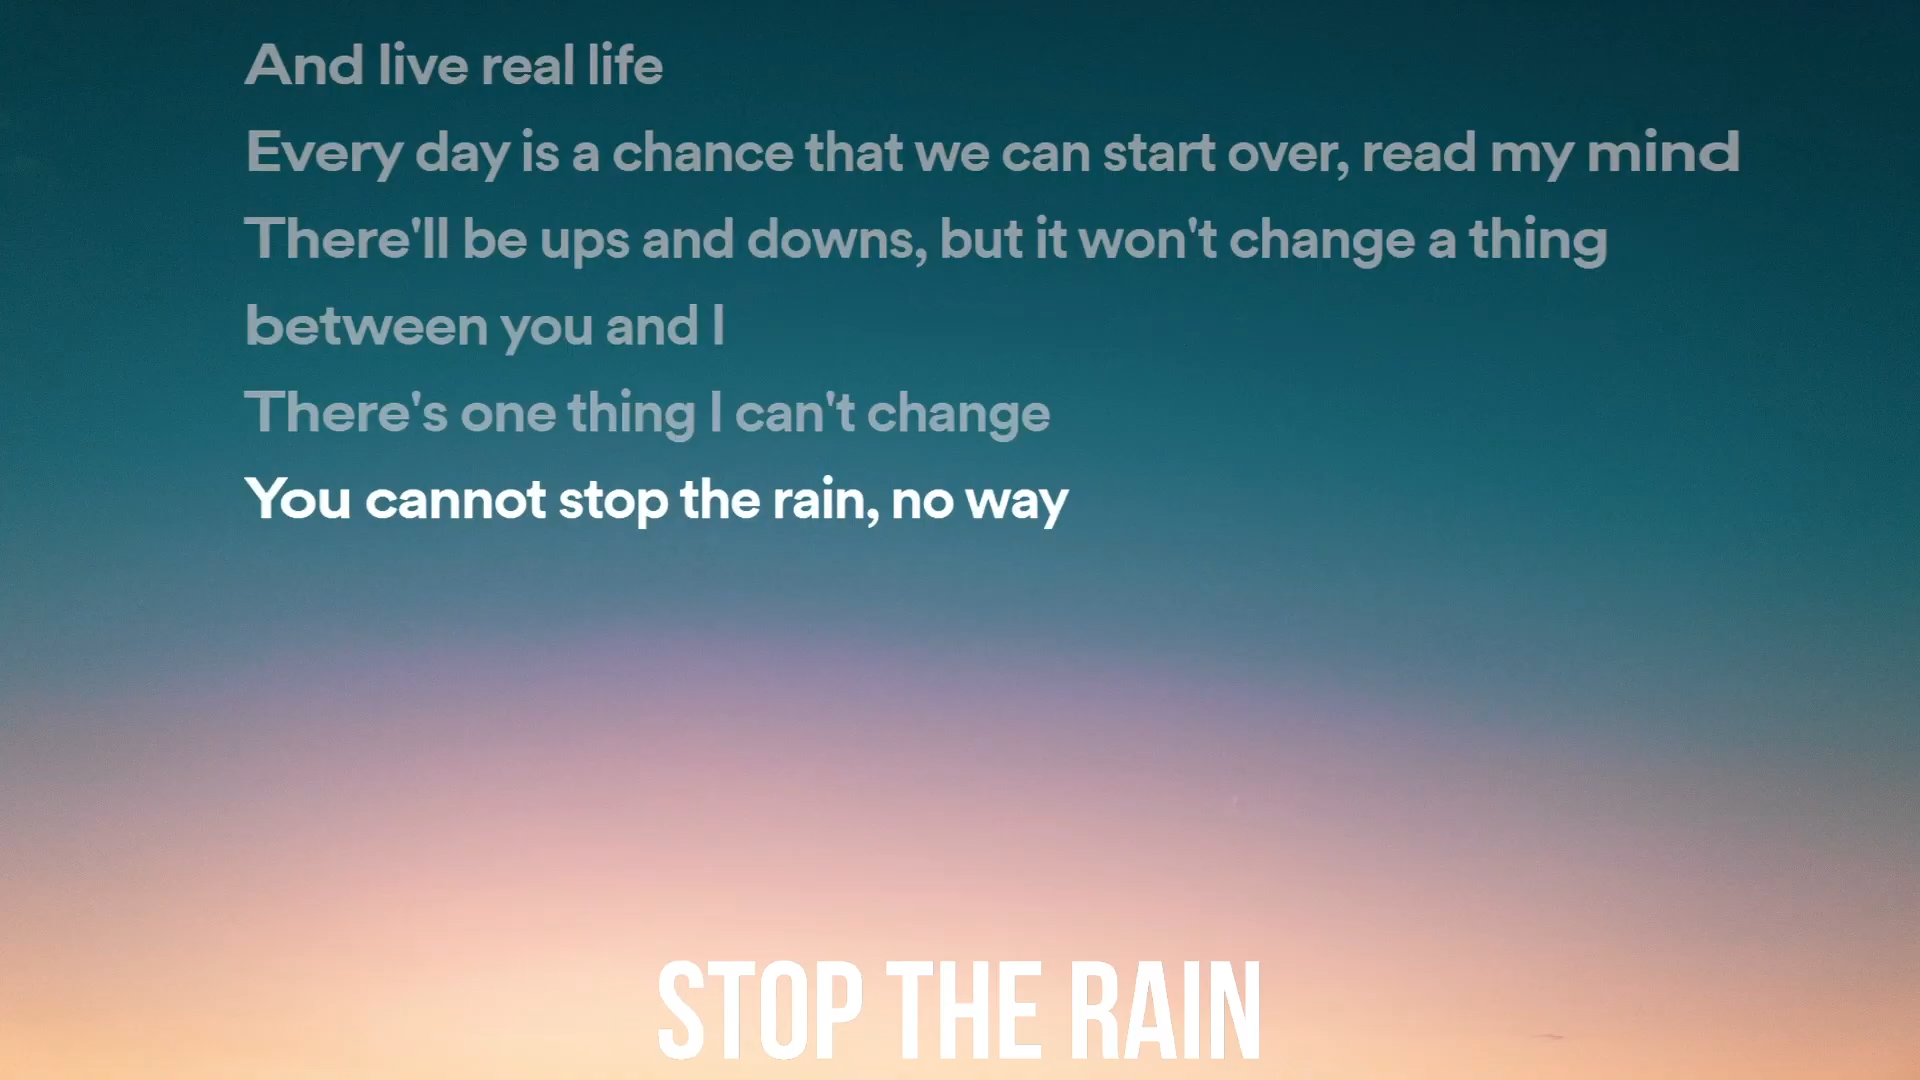 And live real life
Every day is a chance that we can start over, read my mind
There'll be ups and downs, but it won't change a thing
between you and I
There's one thing I can't change
You cannot stop the rain, no way
STOP THE RAIN